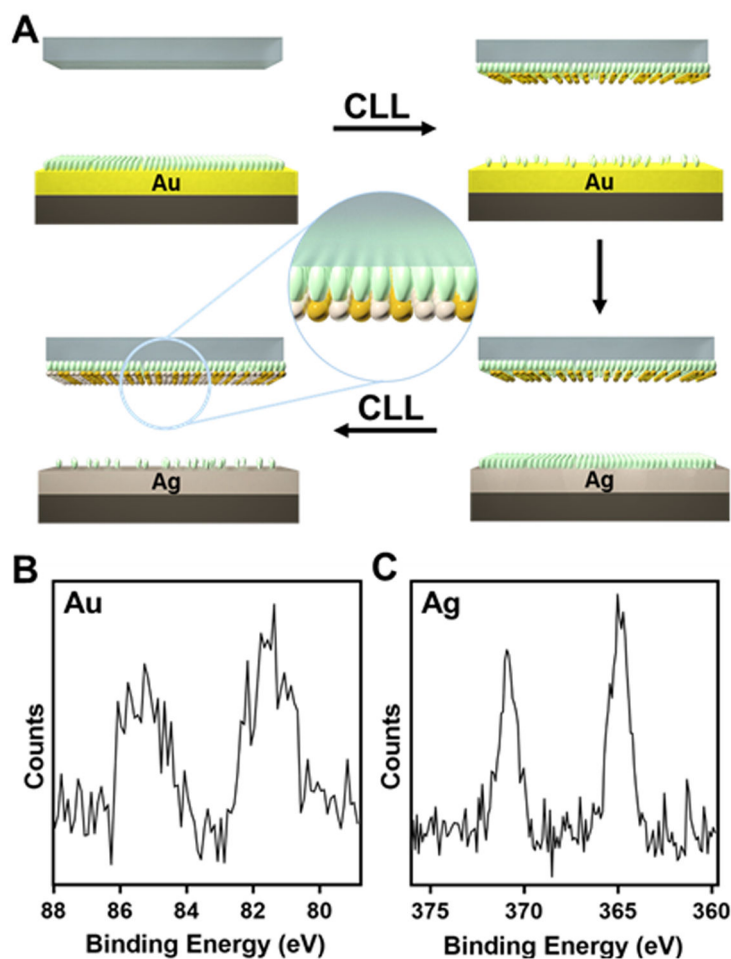 A
CLL
Au
Au
CLL
Ag
Ag
B
Au
Counts
88 86 84 82 80
Binding Energy (eV)
C
Ag
Counts
375 370 365 360
Binding Energy (eV)